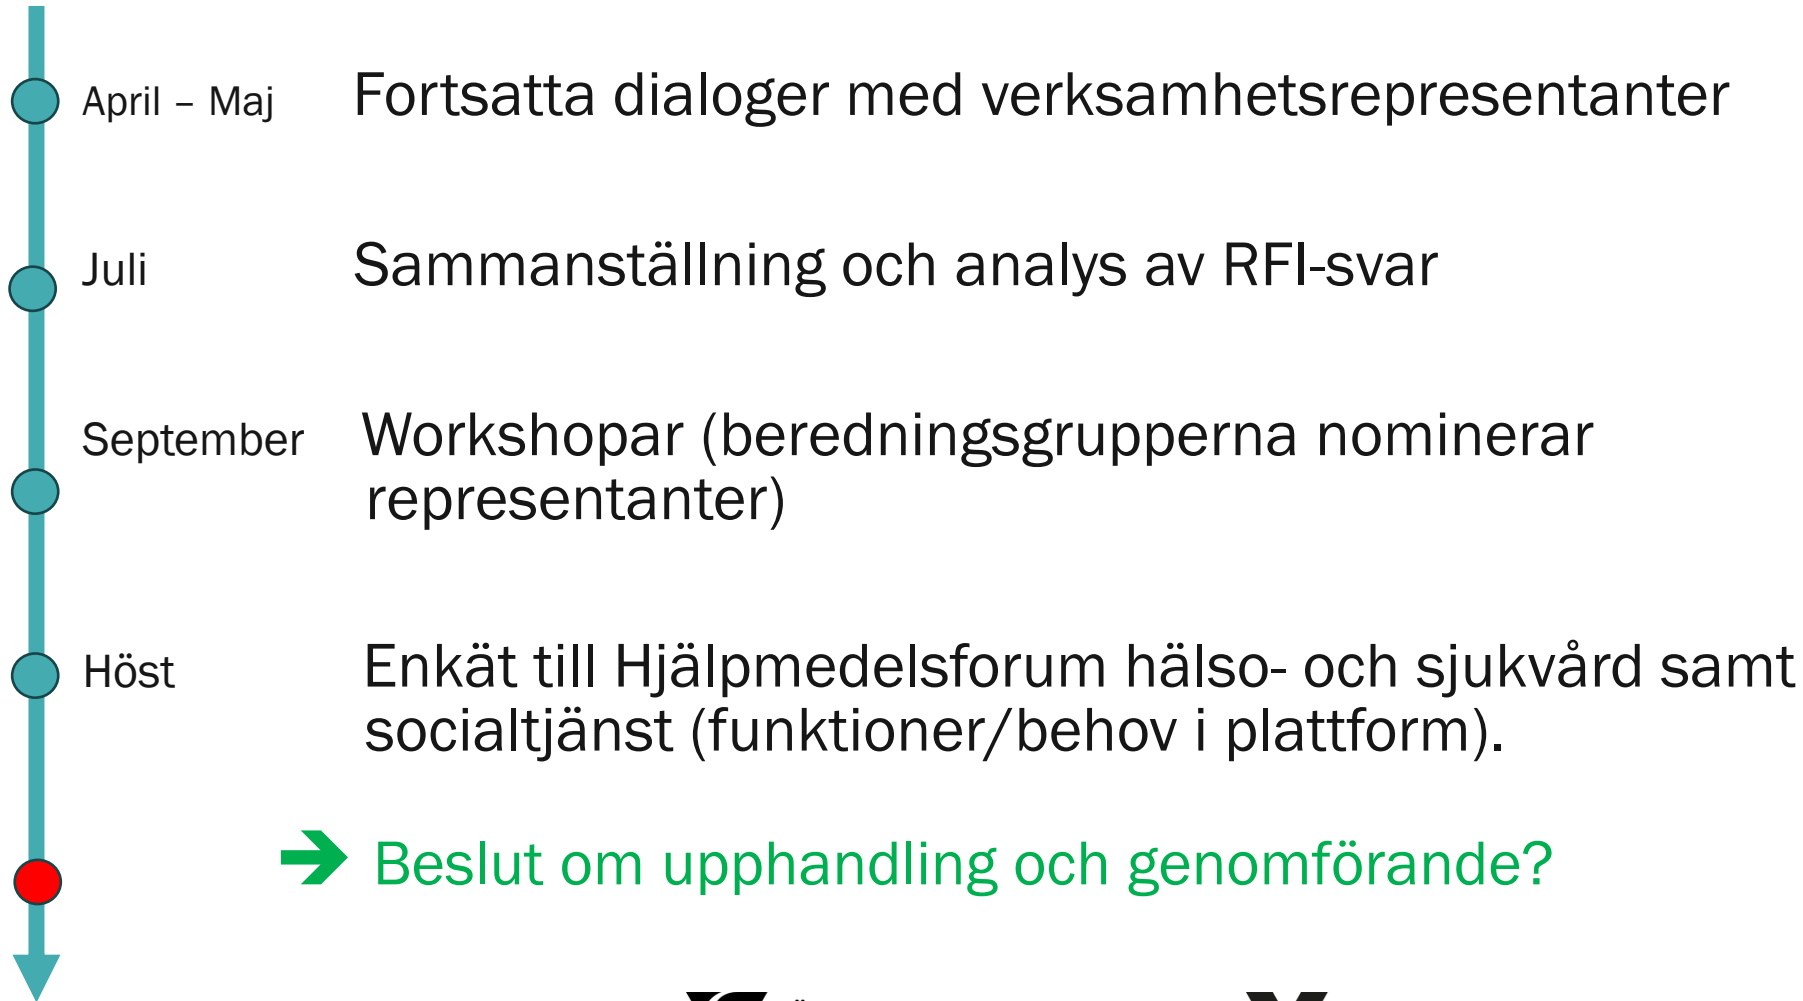 April – Maj Fortsatta dialoger med verksamhetsrepresentanter
Juli Sammanställning och analys av RFI-svar
September Workshopar (beredningsgrupperna nominerar
representanter)
Höst Enkät till Hjälpmedelsforum hälso- och sjukvård samt
socialtjänst (funktioner/behov i plattform).
Beslut om upphandling och genomförande?